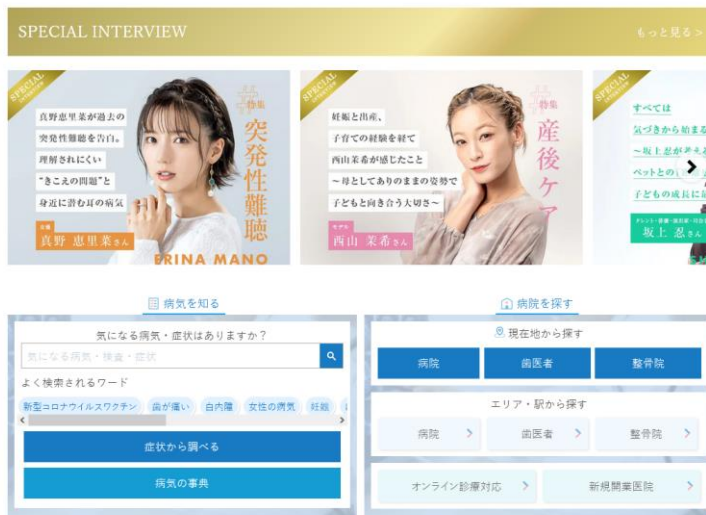 SPECIAL INTERVIEW
もっと見る >
SPECIAL
INTERVIEW
特集
突発性難聴
真野恵里菜が過去の
突発性難聴を告白。
理解されにくい
“きこえの問題”と
身近に潜む耳の病気
女優
真野 恵里菜さん
ERINA MANO
SPECIAL
INTERVIEW
特集
産後ケア
妊娠と出産、
子育ての経験を経て
西山茉希が感じたこと
~母としてありのままの姿勢で
子どもと向き合う大切さ~
モデル
西山 茉希さん
SPECIAL
INTERVIEW
すべては
気づきから始まる
~坂上忍が考え
ペットとの
子どもの成長に
坂上 忍さん
病気を知る
気になる病気・症状はありますか?
気になる病気・検査・症状
よく検索されるワード
新型コロナウイルスワクチン 歯が痛い 白内障 女性の病気 妊娠
症状から調べる
病気の事典
病院を探す
現在地から探す
病院 歯医者 整骨院
エリア・駅から探す
病院 歯医者 整骨院
オンライン診療対応 新規開業医院